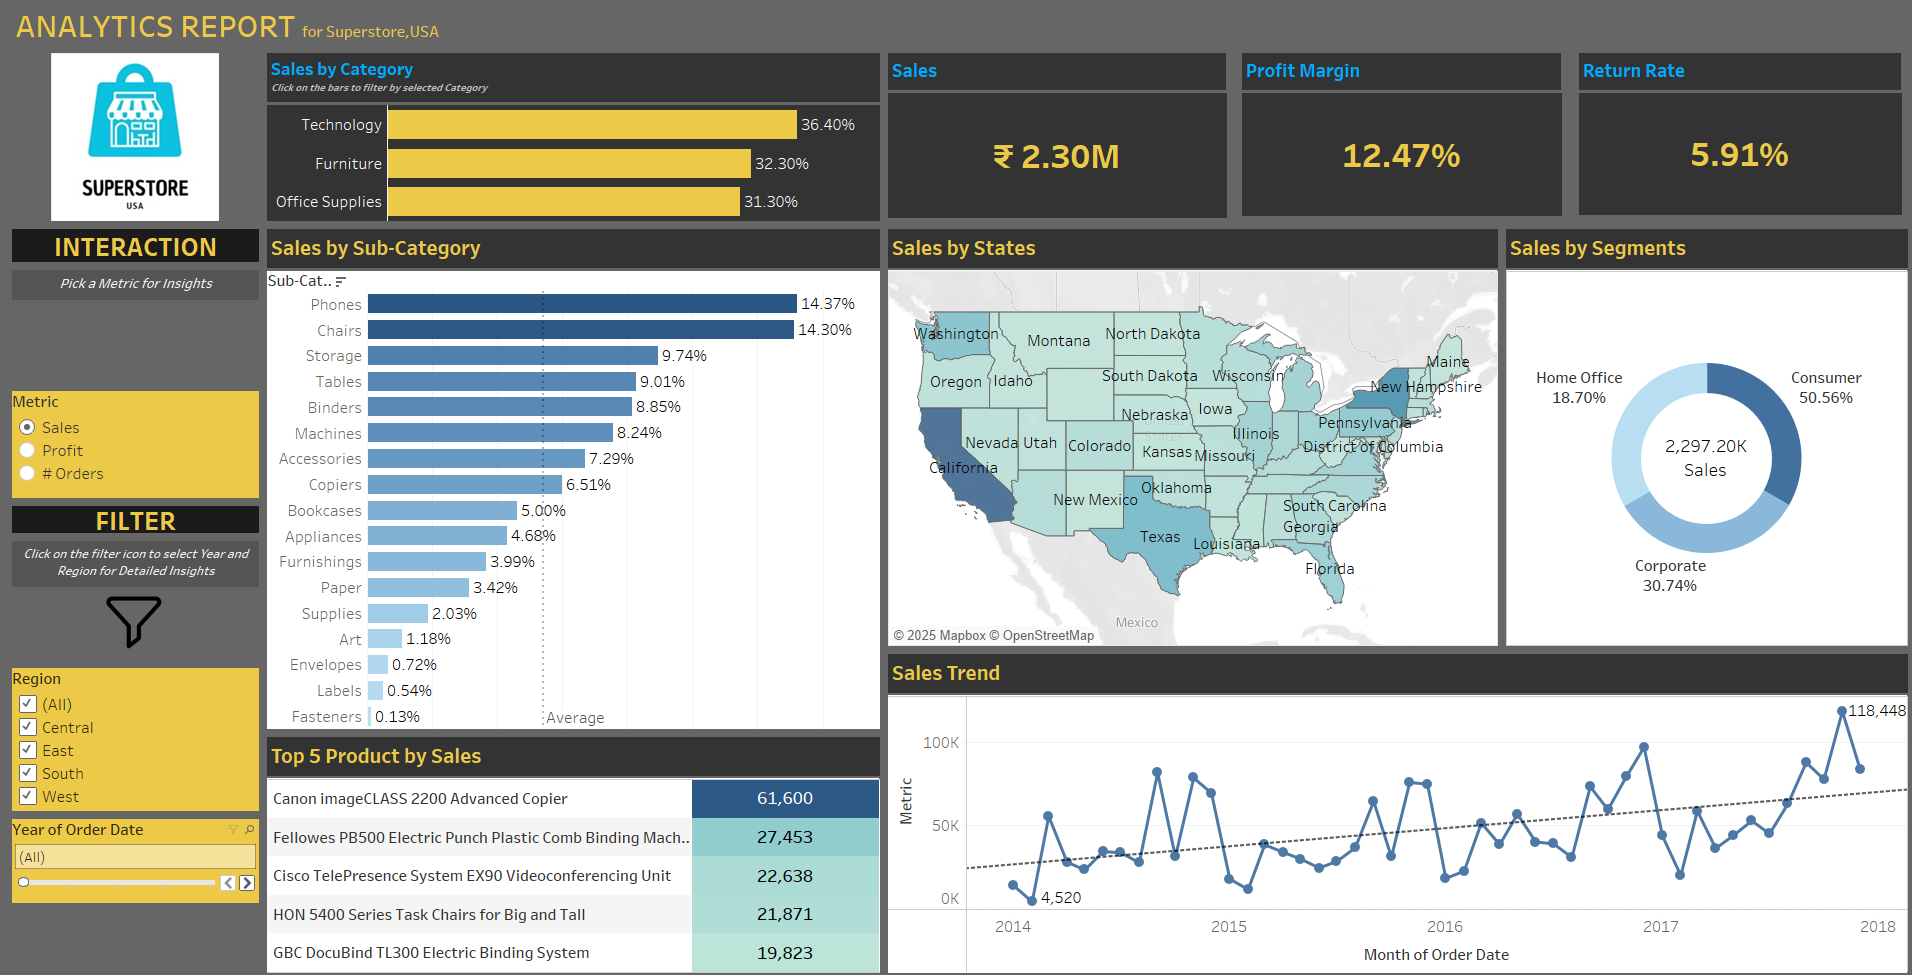 ANALYTICS REPORT for Superstore,USA
SUPERSTORE
USA
Sales by Category
Click on the bars to filter by selected Category
Technology 36.40%
Furniture 32.30%
Office Supplies 31.30%
Sales
₹ 2.30M
Profit Margin
12.47%
Return Rate
5.91%
INTERACTION
Pick a Metric for Insights
Metric
Sales
Profit
# Orders
FILTER
Click on the filter icon to select Year and
Region for Detailed Insights
Region
(All)
Central
East
South
West
Year of Order Date
(All)
Sales by Sub-Category
Sub-Cat..
Phones 14.37%
Chairs 14.30%
Storage 9.74%
Tables 9.01%
Binders 8.85%
Machines 8.24%
Accessories 7.29%
Copiers 6.51%
Bookcases 5.00%
Appliances 4.68%
Furnishings 3.99%
Paper 3.42%
Supplies 2.03%
Art 1.18%
Envelopes 0.72%
Labels 0.54%
Fasteners 0.13%
Average
Top 5 Product by Sales
Canon imageCLASS 2200 Advanced Copier 61,600
Fellowes PB500 Electric Punch Plastic Comb Binding Mach.. 27,453
Cisco TelePresence System EX90 Videoconferencing Unit 22,638
HON 5400 Series Task Chairs for Big and Tall 21,871
GBC DocuBind TL300 Electric Binding System 19,823
Sales by States
Washington
Montana
North Dakota
Maine
Oregon
Idaho
South Dakota
Wisconsin
New Hampshire
Nebraska
Iowa
Pennsylvania
Nevada
Utah
Colorado
United States
Kansas
Missouri
Illinois
District of Columbia
California
New Mexico
Oklahoma
South Carolina
Georgia
Texas
Louisiana
Florida
Mexico
© 2025 Mapbox © OpenStreetMap
Sales by Segments
Home Office
18.70%
Consumer
50.56%
2,297.20K
Sales
Corporate
30.74%
Sales Trend
118,448
100K
50K
0K
Metric
4,520
2014 2015 2016 2017 2018
Month of Order Date